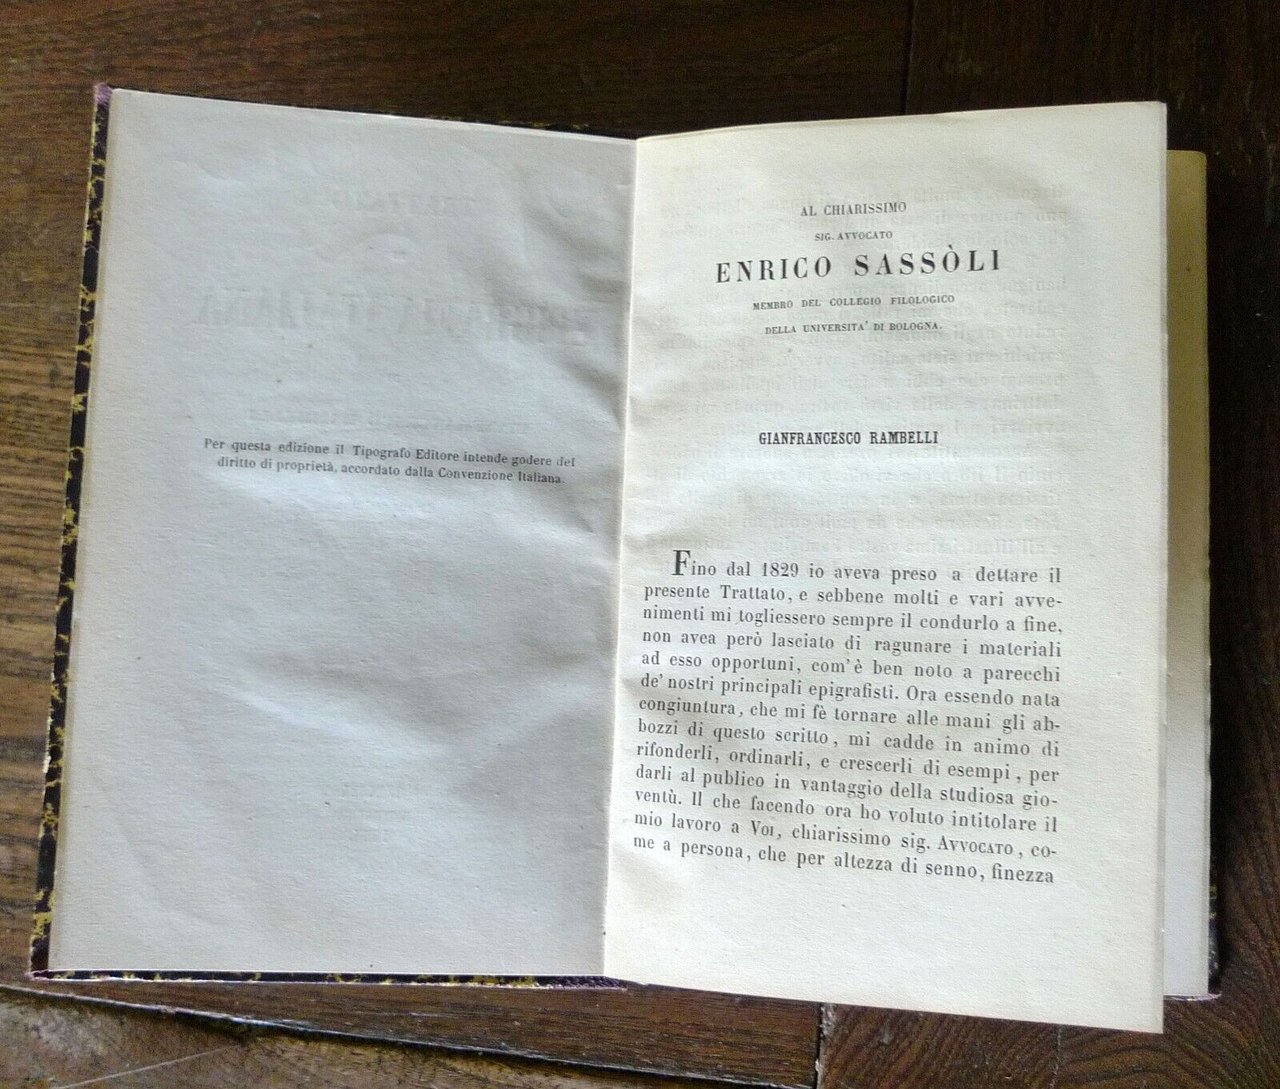 Per questa edizione il Tipografo Editore intende godere del
diritto di proprietà, accordato dalla Convenzione Italiana.
AL CHIARISSIMO
SIG. AVVOCATO
ENRICO SASSÒLI
MEMBRO DEL COLLEGIO FILOLOGICO
DELLA UNIVERSITA' DI BOLOGNA.
GIANFRANCESCO RAMBELLI
Fino dal 1829 io aveva preso a dettare il
presente Trattato, e sebbene molti e vari avve-
nimenti mi togliessero sempre il condurlo a fine,
non avea però lasciato di ragunare i materiali
ad esso opportuni, com'è ben noto a parecchi
de' nostri principali epigrafisti. Ora essendo nata
congiuntura, che mi fè tornare alle mani gli ab-
bozzi di questo scritto, mi cadde in animo di
rifonderli, ordinarli, e crescerli di esempi, per
darli al publico in vantaggio della studiosa gio-
ventù. Il che facendo ora ho voluto intitolare il
mio lavoro a VOI, chiarissimo sig. AVVOCATO, co-
me a persona, che per altezza di senno, finezza